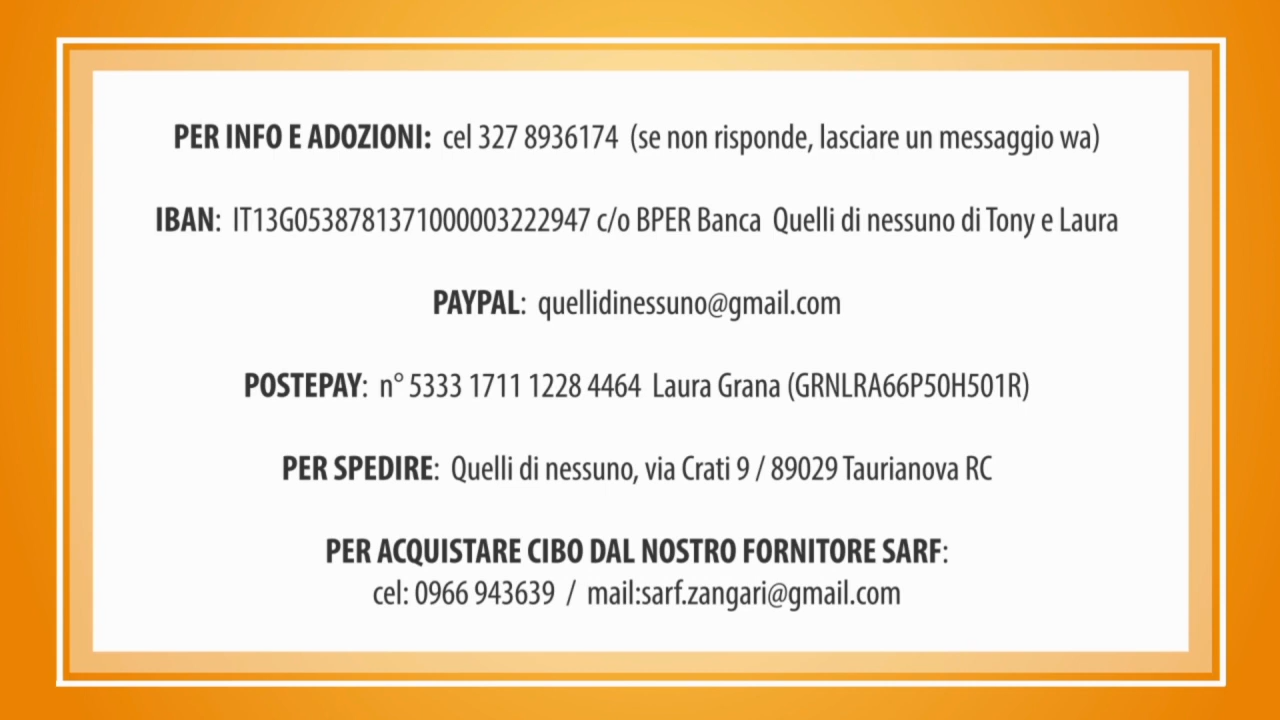 PER INFO E ADOZIONI: cel 327 8936174 (se non risponde, lasciare un messaggio wa)
IBAN: IT13G0538781371000003222947 c/o BPER Banca Quelli di nessuno di Tony e Laura
PAYPAL: quellidinessuno@gmail.com
POSTEPAY: n° 5333 1711 1228 4464 Laura Grana (GRNLRA66P50H501R)
PER SPEDIRE: Quelli di nessuno, via Crati 9 / 89029 Taurianova RC
PER ACQUISTARE CIBO DAL NOSTRO FORNITORE SARF:
cel: 0966 943639 / mail:sarf.zangari@gmail.com